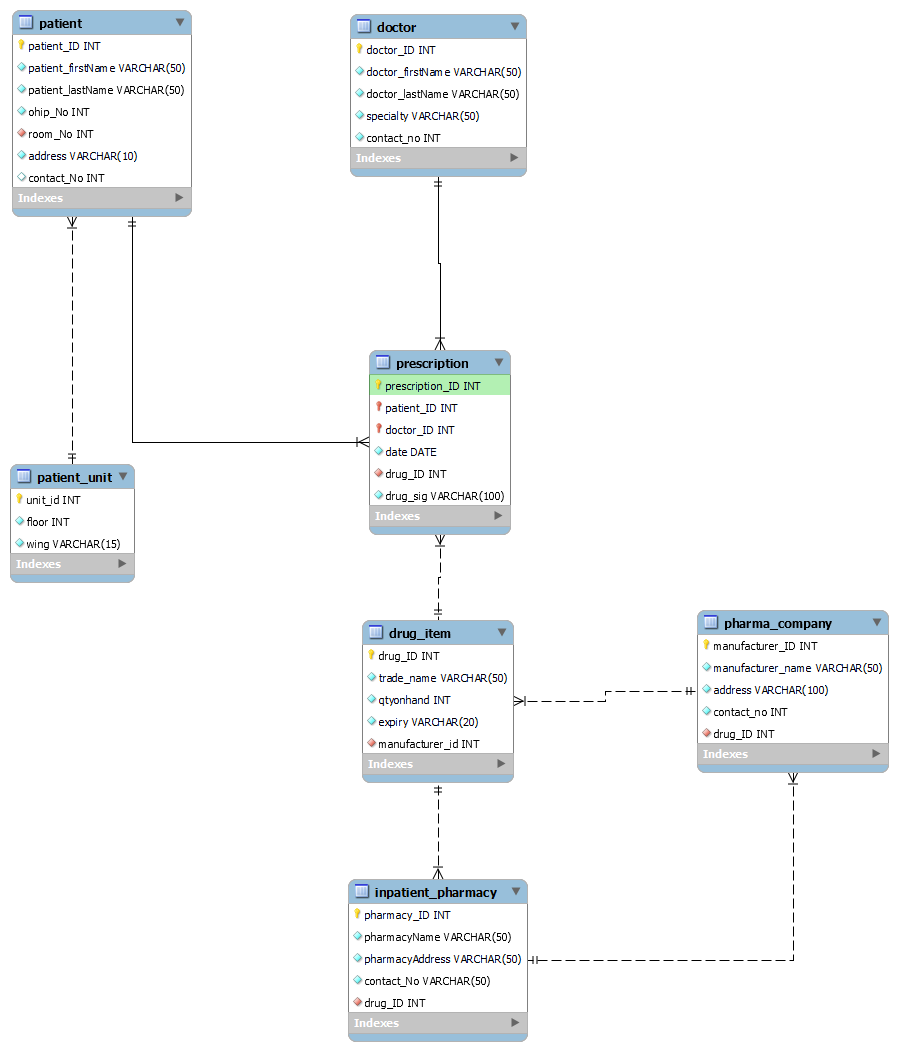 patient
patient_ID INT
patient_firstName VARCHAR(50)
patient_lastName VARCHAR(50)
ohip_No INT
room_No INT
address VARCHAR(10)
contact_No INT
Indexes
doctor
doctor_ID INT
doctor_firstName VARCHAR(50)
doctor_lastName VARCHAR(50)
specialty VARCHAR(50)
contact_no INT
Indexes
prescription
prescription_ID INT
patient_ID INT
doctor_ID INT
date DATE
drug_ID INT
drug_sig VARCHAR(100)
Indexes
patient_unit
unit_id INT
floor INT
wing VARCHAR(15)
Indexes
drug_item
drug_ID INT
trade_name VARCHAR(50)
qtyonhand INT
expiry VARCHAR(20)
manufacturer_id INT
Indexes
pharma_company
manufacturer_ID INT
manufacturer_name VARCHAR(50)
address VARCHAR(100)
contact_no INT
drug_ID INT
Indexes
inpatient_pharmacy
pharmacy_ID INT
pharmacyName VARCHAR(50)
pharmacyAddress VARCHAR(50)
contact_No VARCHAR(50)
drug_ID INT
Indexes